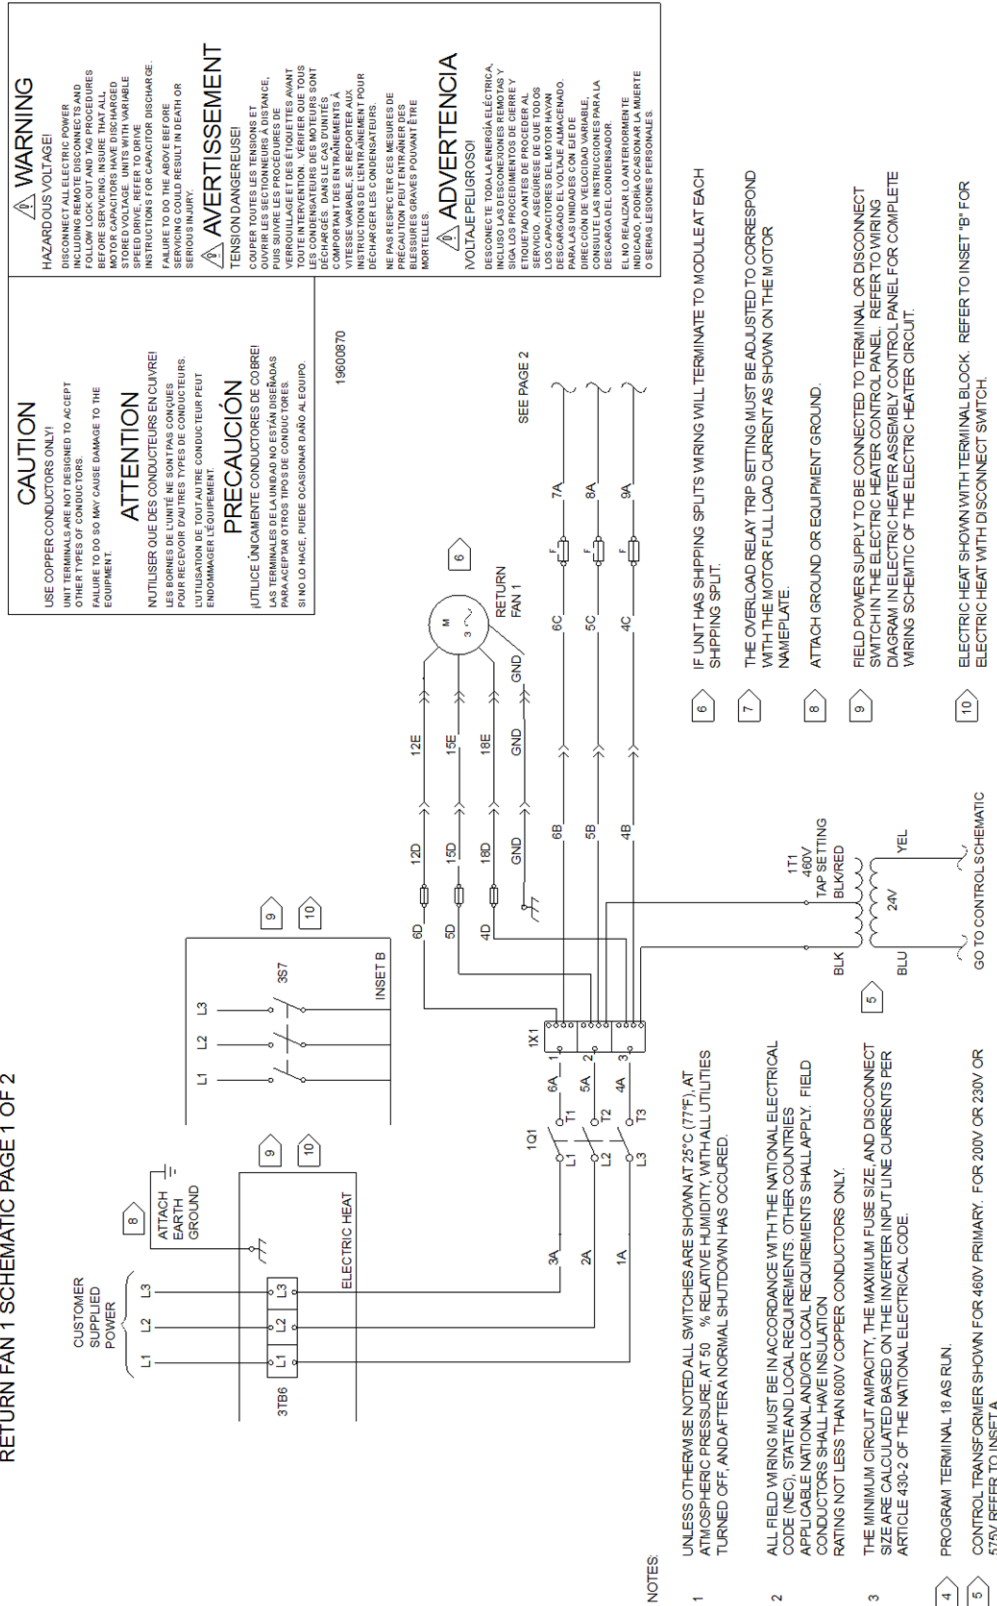 RETURN FAN 1 SCHEMATIC PAGE 1 OF 2
CAUTION
USE COPPER CONDUCTORS ONLY!
UNIT TERMINALS ARE NOT DESIGNED TO ACCEPT
OTHER TYPES OF CONDUCTORS.
FAILURE TO DO SO MAY CAUSE DAMAGE TO THE
EQUIPMENT.
ATTENTION
N'UTILISER QUE DES CONDUCTEURS EN CUIVRE!
LES BORNES DE L'UNITÉ NE SONT PAS CONÇUES
POUR RECEVOIR D'AUTRES TYPES DE CONDUCTEURS.
L'UTILISATION DE TOUT AUTRE CONDUCTEUR PEUT
ENDOMMAGER L'ÉQUIPEMENT.
PRECAUCIÓN
¡UTILICE ÚNICAMENTE CONDUCTORES DE COBRE!
LAS TERMINALES DE LA UNIDAD NO ESTÁN DISEÑADAS
PARA ACEPTAR OTROS TIPOS DE CONDUCTORES.
SI NO LO HACE, PUEDE OCASIONAR DAÑO AL EQUIPO.
WARNING
HAZARDOUS VOLTAGE!
DISCONNECT ALL ELECTRIC POWER
INCLUDING REMOTE DISCONNECTS AND
FOLLOW LOCK OUT AND TAG PROCEDURES
BEFORE SERVICING. INSURE THAT ALL
MOTOR CAPACITORS HAVE DISCHARGED
STORED VOLTAGE. UNITS WITH VARIABLE
SPEED DRIVE, REFER TO DRIVE
INSTRUCTIONS FOR CAPACITOR DISCHARGE.
FAILURE TO DO THE ABOVE BEFORE
SERVICING COULD RESULT IN DEATH OR
SERIOUS INJURY.
AVERTISSEMENT
TENSION DANGEREUSE!
COUPER TOUTES LES TENSIONS ET
OUVRIR LES SECTIONNEURS À DISTANCE,
PUIS SUIVRE LES PROCÉDURES DE
VERROUILLAGE ET DES ÉTIQUETTES AVANT
TOUTE INTERVENTION. VÉRIFIER QUE TOUS
LES CONDENSATEURS DES MOTEURS SONT
DÉCHARGÉS. DANS LE CAS D'UNITÉS
COMPORTANT DES ENTRAÎNEMENTS À
VITESSE VARIABLE, SE REPORTER AUX
INSTRUCTIONS DE L'ENTRAÎNEMENT POUR
DÉCHARGER LES CONDENSATEURS.
NE PAS RESPECTER CES MESURES DE
PRÉCAUTION PEUT ENTRAÎNER DES
BLESSURES GRAVES POUVANT ÊTRE
MORTELLES.
ADVERTENCIA
¡VOLTAJE PELIGROSO!
DESCONECTE TODA LA ENERGÍA ELÉCTRICA,
INCLUSO LAS DESCONEXIONES REMOTAS Y
SIGA LOS PROCEDIMIENTOS DE CIERRE Y
ETIQUETADO ANTES DE PROCEDER AL
SERVICIO. ASEGÚRESE DE QUE TODOS
LOS CAPACITORES DEL MOTOR HAYAN
DESCARGADO EL VOLTAJE ALMACENADO.
PARA LAS UNIDADES CON EJE DE
DIRECCIÓN DE VELOCIDAD VARIABLE,
CONSULTE LAS INSTRUCCIONES PARA LA
DESCARGA DEL CONDENSADOR.
EL NO REALIZAR LO ANTERIORMENTE
INDICADO, PODRÍA OCASIONAR LA MUERTE
O SERIAS LESIONES PERSONALES.
19600870
CUSTOMER
SUPPLIED
POWER
L1 L2 L3
8
ATTACH
EARTH
GROUND
3TB6
L1 L2 L3
ELECTRIC HEAT
9
10
L1 L2 L3
3S7
INSET B
9
10
3A
2A
1A
1Q1
L1 T1
L2 T2
L3 T3
6A
5A
4A
1X1
1
2
3
6D 12D 12E
5D 15D 15E
4D 18D 18E
GND GND GND
M
3
RETURN
FAN 1
6
6B 6C F 7A
5B 5C F 8A
4B 4C F 9A
SEE PAGE 2
1T1
460V
TAP SETTING
BLK BLK/RED
24V
BLU YEL
5
GO TO CONTROL SCHEMATIC
NOTES:
1 UNLESS OTHERWISE NOTED ALL SWITCHES ARE SHOWN AT 25°C (77°F), AT
ATMOSPHERIC PRESSURE, AT 50 % RELATIVE HUMIDITY, WITH ALL UTILITIES
TURNED OFF, AND AFTER A NORMAL SHUTDOWN HAS OCCURED.
2 ALL FIELD WIRING MUST BE IN ACCORDANCE WITH THE NATIONAL ELECTRICAL
CODE (NEC), STATE AND LOCAL REQUIREMENTS. OTHER COUNTRIES
APPLICABLE NATIONAL AND/OR LOCAL REQUIREMENTS SHALL APPLY. FIELD
CONDUCTORS SHALL HAVE INSULATION
RATING NOT LESS THAN 600V COPPER CONDUCTORS ONLY.
3 THE MINIMUM CIRCUIT AMPACITY, THE MAXIMUM FUSE SIZE, AND DISCONNECT
SIZE ARE CALCULATED BASED ON THE INVERTER INPUT LINE CURRENTS PER
ARTICLE 430-2 OF THE NATIONAL ELECTRICAL CODE.
4 PROGRAM TERMINAL 18 AS RUN.
5 CONTROL TRANSFORMER SHOWN FOR 460V PRIMARY. FOR 200V OR 230V OR
575V REFER TO INSET A
6 IF UNIT HAS SHIPPING SPLITS WIRING WILL TERMINATE TO MODULE AT EACH
SHIPPING SPLIT.
7 THE OVERLOAD RELAY TRIP SETTING MUST BE ADJUSTED TO CORRESPOND
WITH THE MOTOR FULL LOAD CURRENT AS SHOWN ON THE MOTOR
NAMEPLATE.
8 ATTACH GROUND OR EQUIPMENT GROUND.
9 FIELD POWER SUPPLY TO BE CONNECTED TO TERMINAL OR DISCONNECT
SWITCH IN THE ELECTRIC HEATER CONTROL PANEL. REFER TO WIRING
DIAGRAM IN ELECTRIC HEATER ASSEMBLY CONTROL PANEL FOR COMPLETE
WIRING SCHEMTIC OF THE ELECTRIC HEATER CIRCUIT.
10 ELECTRIC HEAT SHOWN WITH TERMINAL BLOCK. REFER TO INSET "B" FOR
ELECTRIC HEAT WITH DISCONNECT SWITCH.